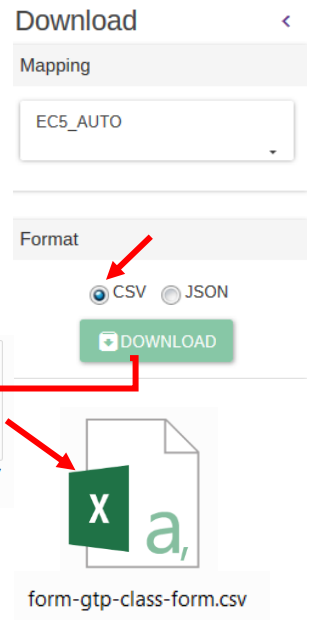 Download
Mapping
EC5_AUTO
Format
CSV JSON
DOWNLOAD
X
a,
form-gtp-class-form.csv